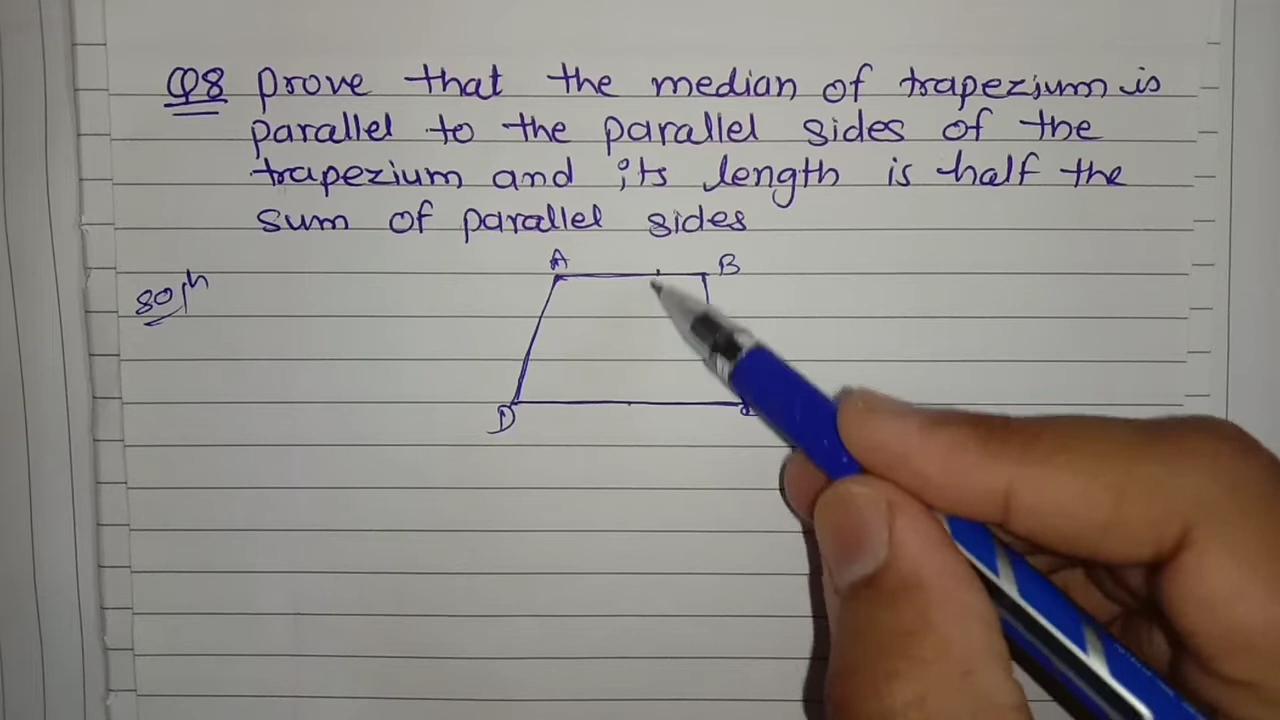 Q8 Prove that the median of trapezium is
parallel to the parallel sides of the
trapezium and its length is half the
sum of parallel sides
A B
Soln
D